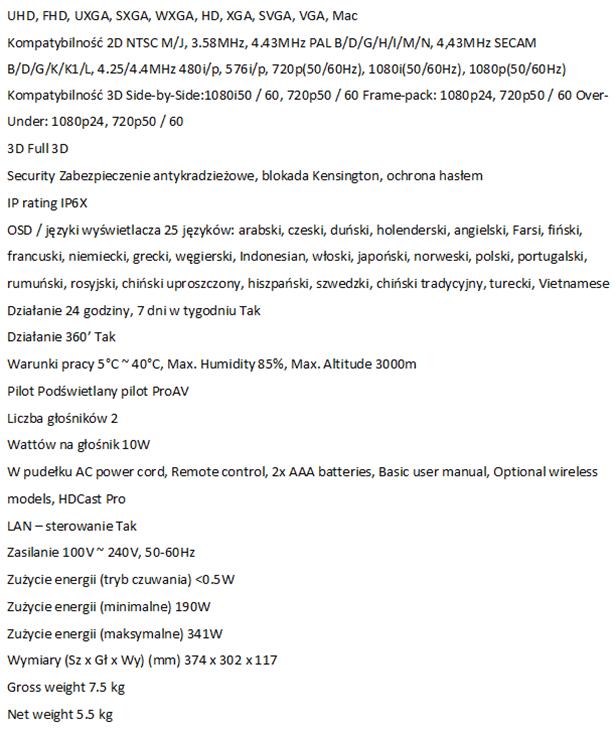 UHD, FHD, UXGA, SXGA, WXGA, HD, XGA, SVGA, VGA, Mac
Kompatybilność 2D NTSC M/J, 3.58MHz, 4.43MHz PAL B/D/G/H/I/M/N, 4,43MHz SECAM
B/D/G/K/K1/L, 4.25/4.4MHz 480i/p, 576i/p, 720p(50/60Hz), 1080i(50/60Hz), 1080p(50/60Hz)
Kompatybilność 3D Side-by-Side:1080i50 / 60, 720p50 / 60 Frame-pack: 1080p24, 720p50 / 60 Over-
Under: 1080p24, 720p50 / 60
3D Full 3D
Security Zabezpieczenie antykradzieżowe, blokada Kensington, ochrona hasłem
IP rating IP6X
OSD / języki wyświetlacza 25 języków: arabski, czeski, duński, holenderski, angielski, Farsi, fiński,
francuski, niemiecki, grecki, węgierski, Indonesian, włoski, japoński, norweski, polski, portugalski,
rumuński, rosyjski, chiński uproszczony, hiszpański, szwedzki, chiński tradycyjny, turecki, Vietnamese
Działanie 24 godziny, 7 dni w tygodniu Tak
Działanie 360’ Tak
Warunki pracy 5°C ~ 40°C, Max. Humidity 85%, Max. Altitude 3000m
Pilot Podświetlany pilot ProAV
Liczba głośników 2
Wattów na głośnik 10W
W pudełku AC power cord, Remote control, 2x AAA batteries, Basic user manual, Optional wireless
models, HDCast Pro
LAN – sterowanie Tak
Zasilanie 100V ~ 240V, 50-60Hz
Zużycie energii (tryb czuwania) <0.5W
Zużycie energii (minimalne) 190W
Zużycie energii (maksymalne) 341W
Wymiary (Sz x Gł x Wy) (mm) 374 x 302 x 117
Gross weight 7.5 kg
Net weight 5.5 kg